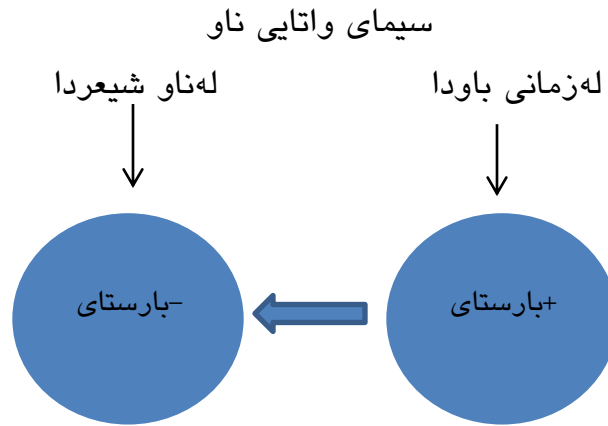 سیمای واتایی ناو
لەزمانی باودا
لەناو شیعردا
+بارستای
−بارستای